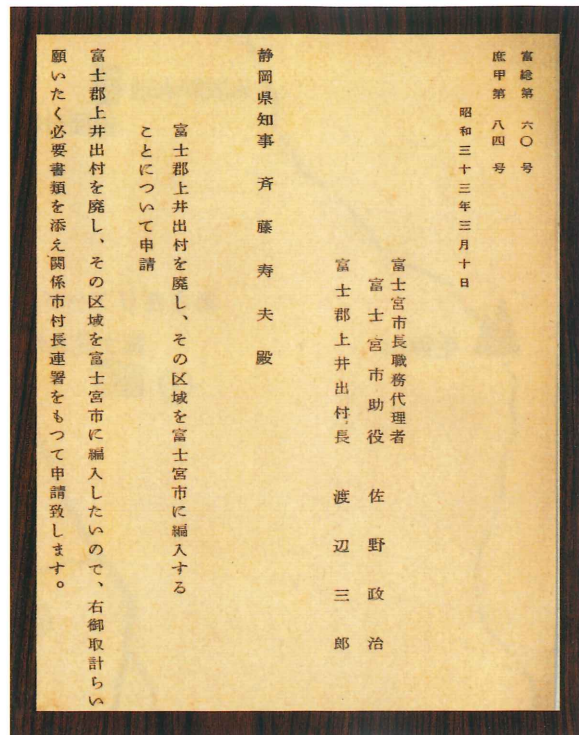 富総第 六〇 号
庶甲第 八四 号
昭和三十三年三月十日
富士宮市長職務代理者
富士宮市助役 佐野政治
富士郡上井出村長 渡辺三郎
静岡県知事 斉藤寿夫殿
富士郡上井出村を廃し、その区域を富士宮市に編入する
ことについて申請
富士郡上井出村を廃し、その区域を富士宮市に編入したいので、右御取計らい
願いたく必要書類を添え関係市村長連署をもつて申請致します。